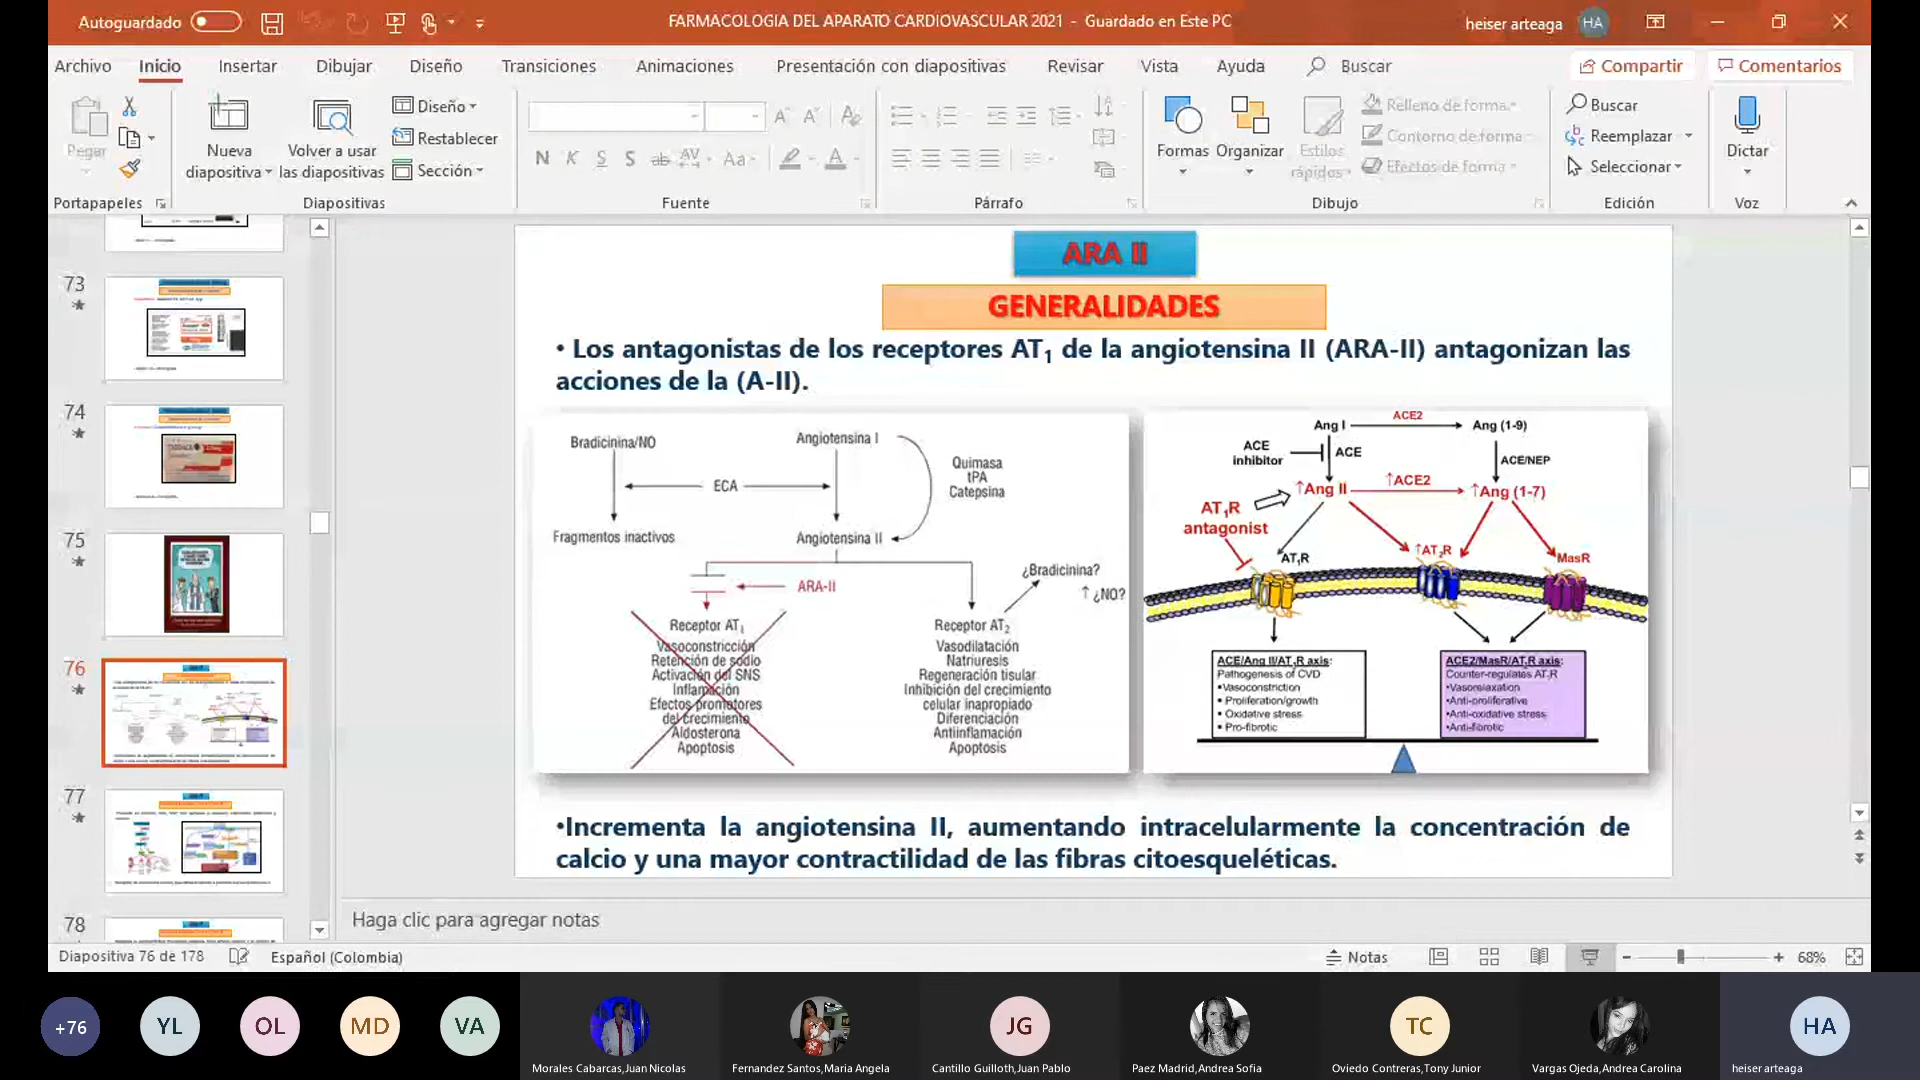 Autoguardado
FARMACOLOGIA DEL APARATO CARDIOVASCULAR 2021 - Guardado en Este PC
heiser arteaga
HA
Archivo Inicio Insertar Dibujar Diseño Transiciones Animaciones Presentación con diapositivas Revisar Vista Ayuda Buscar
Compartir Comentarios
Pegar
Nueva
diapositiva
Volver a usar
las diapositivas
Diseño
Restablecer
Sección
N K S S ab AV Aa A
Formas
Organizar
Estilos
rápidos
Relleno de forma
Contorno de forma
Efectos de forma
Buscar
Reemplazar
Seleccionar
Dictar
Portapapeles Diapositivas Fuente Párrafo Dibujo Edición Voz
73
74
75
76
77
78
ARA II
GENERALIDADES
• Los antagonistas de los receptores AT1 de la angiotensina II (ARA-II) antagonizan las
acciones de la (A-II).
Bradicinina/NO
Angiotensina I
Quimasa
tPA
Catepsina
ECA
Fragmentos inactivos
Angiotensina II
¿Bradicinina?
↑ ¿NO?
ARA-II
Receptor AT1
Vasoconstricción
Retención de sodio
Activación del SNS
Inflamación
Efectos promotores
del crecimiento
Aldosterona
Apoptosis
Receptor AT2
Vasodilatación
Natriuresis
Regeneración tisular
Inhibición del crecimiento
celular inapropiado
Diferenciación
Antiinflamación
Apoptosis
ACE2
Ang I
Ang (1-9)
ACE
inhibitor
ACE
ACE/NEP
↑Ang II
↑ACE2
↑Ang (1-7)
AT1R
antagonist
AT1R
↑AT2R
MasR
ACE/Ang II/AT1R axis:
Pathogenesis of CVD
•Vasoconstriction
•Proliferation/growth
•Oxidative stress
•Pro-fibrotic
ACE2/MasR/AT2R axis:
Counter-regulates AT1R
•Vasorelaxation
•Anti-proliferative
•Anti-oxidative stress
•Anti-fibrotic
•Incrementa la angiotensina II, aumentando intracelularmente la concentración de
calcio y una mayor contractilidad de las fibras citoesqueléticas.
Haga clic para agregar notas
Diapositiva 76 de 178
Español (Colombia)
Notas
68%
+76
YL
OL
MD
VA
JG
TC
HA
Morales Cabarcas,Juan Nicolas
Fernandez Santos,Maria Angela
Cantillo Guilloth,Juan Pablo
Paez Madrid,Andrea Sofia
Oviedo Contreras,Tony Junior
Vargas Ojeda,Andrea Carolina
heiser arteaga